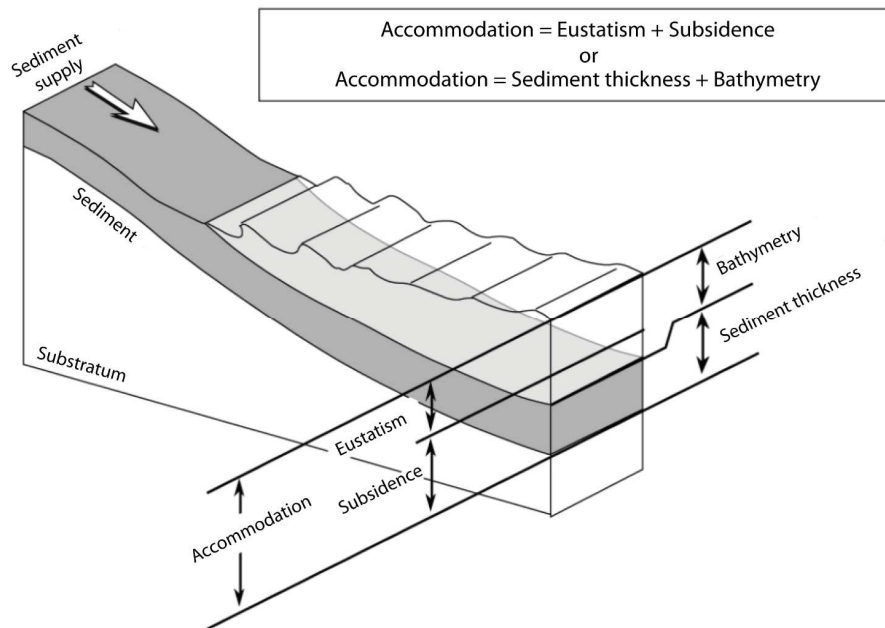 Accommodation = Eustatism + Subsidence
or
Accommodation = Sediment thickness + Bathymetry
Sediment
supply
Sediment
Substratum
Bathymetry
Sediment thickness
Eustatism
Subsidence
Accommodation